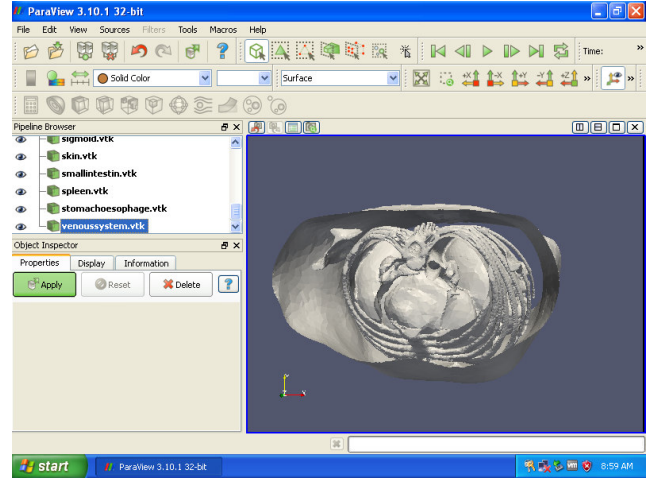 ParaView 3.10.1 32-bit
File Edit View Sources Filters Tools Macros Help
Time: »
Solid Color Surface +X -X +Y -Y +Z » »
Pipeline Browser
sigmoid.vtk
skin.vtk
smallintestin.vtk
spleen.vtk
stomachoesophage.vtk
venoussystem.vtk
Object Inspector
Properties Display Information
Apply Reset Delete ?
Y
Z X
start ParaView 3.10.1 32-bit 8:59 AM